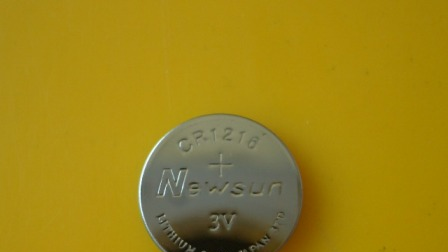 CR1216
+
Newsun
3V
LITHIUM